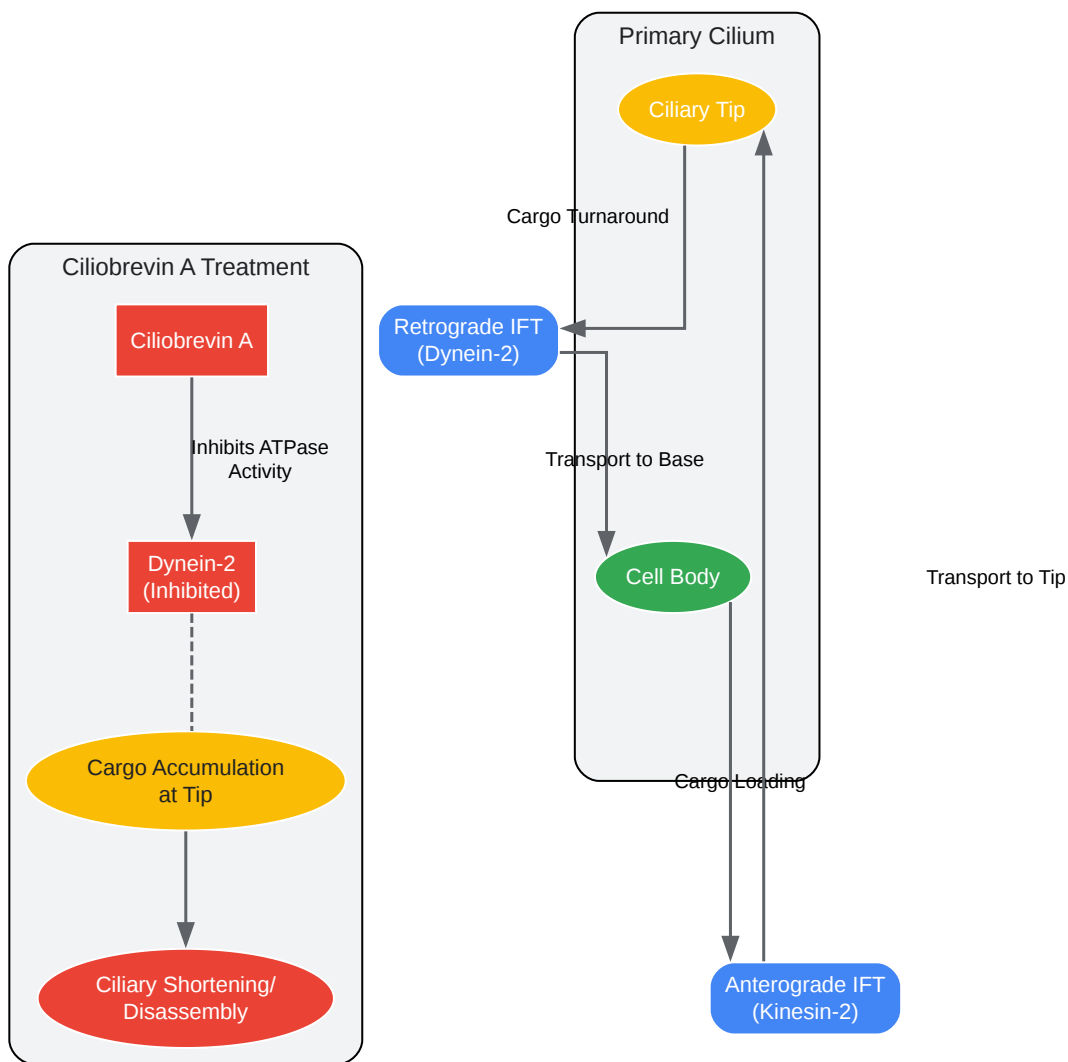 Primary Cilium
Ciliary Tip
Cargo Turnaround
Ciliobrevin A Treatment
Ciliobrevin A
Retrograde IFT
(Dynein-2)
Inhibits ATPase
Activity
Transport to Base
Dynein-2
(Inhibited)
Cell Body
Transport to Tip
Cargo Accumulation
at Tip
Cargo Loading
Ciliary Shortening/
Disassembly
Anterograde IFT
(Kinesin-2)